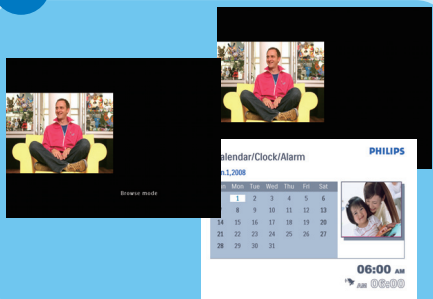 Browse mode
PHILIPS
alendar/Clock/Alarm
n.1,2008
un Mon Tue Wed Thu Fri Sat
1 2 3 4 5 6
8 9 10 11 12 13
14 15 16 17 18 19 20
21 22 23 24 25 26 27
28 29 30 31
06:00 AM
AM 06:00